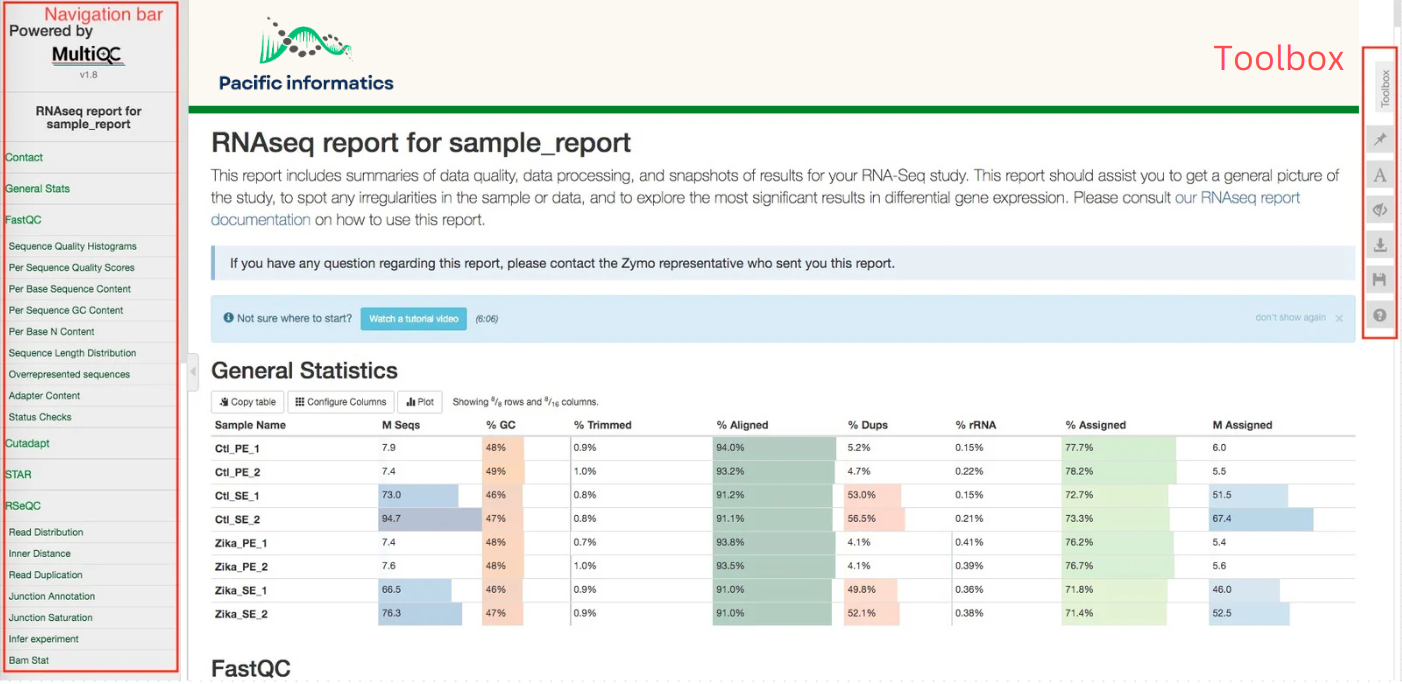 Navigation bar
Powered by
MultiQC
v1.8
RNAseq report for
sample_report
Contact
General Stats
FastQC
Sequence Quality Histograms
Per Sequence Quality Scores
Per Base Sequence Content
Per Sequence GC Content
Per Base N Content
Sequence Length Distribution
Overrepresented sequences
Adapter Content
Status Checks
Cutadapt
STAR
RSeQC
Read Distribution
Inner Distance
Read Duplication
Junction Annotation
Junction Saturation
Infer experiment
Bam Stat
Pacific informatics
RNAseq report for sample_report
This report includes summaries of data quality, data processing, and snapshots of results for your RNA-Seq study. This report should assist you to get a general picture of
the study, to spot any irregularities in the sample or data, and to explore the most significant results in differential gene expression. Please consult our RNAseq report
documentation on how to use this report.
If you have any question regarding this report, please contact the Zymo representative who sent you this report.
Not sure where to start? Watch a tutorial video (6:06) don't show again ×
General Statistics
Copy table Configure Columns Plot Showing 8/8 rows and 8/16 columns.
Sample Name M Seqs % GC % Trimmed % Aligned % Dups % rRNA % Assigned M Assigned
Ctl_PE_1 7.9 48% 0.9% 94.0% 5.2% 0.15% 77.7% 6.0
Ctl_PE_2 7.4 49% 1.0% 93.2% 4.7% 0.22% 78.2% 5.5
Ctl_SE_1 73.0 46% 0.8% 91.2% 53.0% 0.15% 72.7% 51.5
Ctl_SE_2 94.7 47% 0.8% 91.1% 56.5% 0.21% 73.3% 67.4
Zika_PE_1 7.4 48% 0.7% 93.8% 4.1% 0.41% 76.2% 5.4
Zika_PE_2 7.6 48% 1.0% 93.5% 4.1% 0.39% 76.7% 5.6
Zika_SE_1 66.5 46% 0.9% 91.0% 49.8% 0.36% 71.8% 46.0
Zika_SE_2 76.3 47% 0.9% 91.0% 52.1% 0.38% 71.4% 52.5
FastQC
Toolbox
Toolbox
A